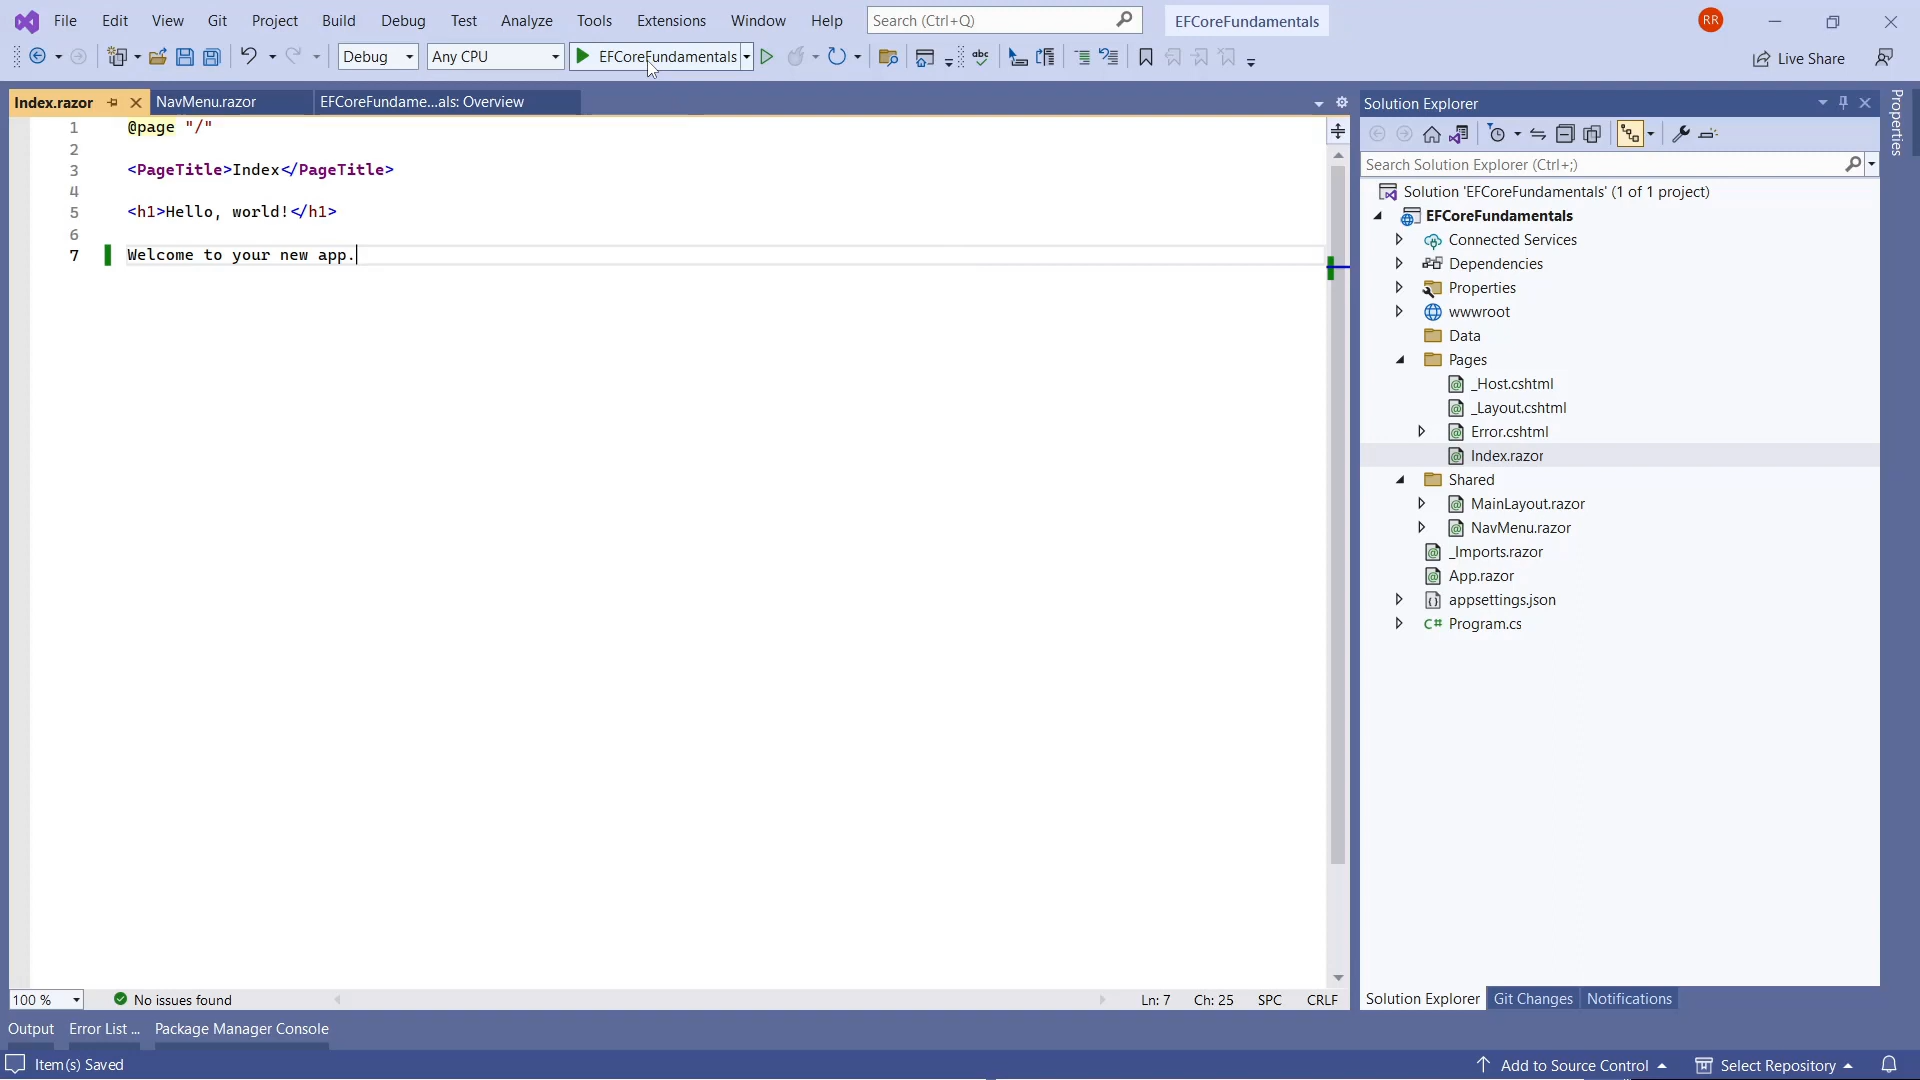 File Edit View Git Project Build Debug Test Analyze Tools Extensions Window Help Search (Ctrl+Q) EFCoreFundamentals RR
Debug Any CPU EFCoreFundamentals abc Live Share
Index.razor NavMenu.razor EFCoreFundame...als: Overview
1 @page "/"
2
3 <PageTitle>Index</PageTitle>
4
5 <h1>Hello, world!</h1>
6
7 Welcome to your new app.
Solution Explorer
Search Solution Explorer (Ctrl+;)
Solution 'EFCoreFundamentals' (1 of 1 project)
EFCoreFundamentals
Connected Services
Dependencies
Properties
wwwroot
Data
Pages
_Host.cshtml
_Layout.cshtml
Error.cshtml
Index.razor
Shared
MainLayout.razor
NavMenu.razor
_Imports.razor
App.razor
appsettings.json
C# Program.cs
Properties
100 % No issues found Ln: 7 Ch: 25 SPC CRLF
Solution Explorer Git Changes Notifications
Output Error List ... Package Manager Console
Item(s) Saved Add to Source Control Select Repository